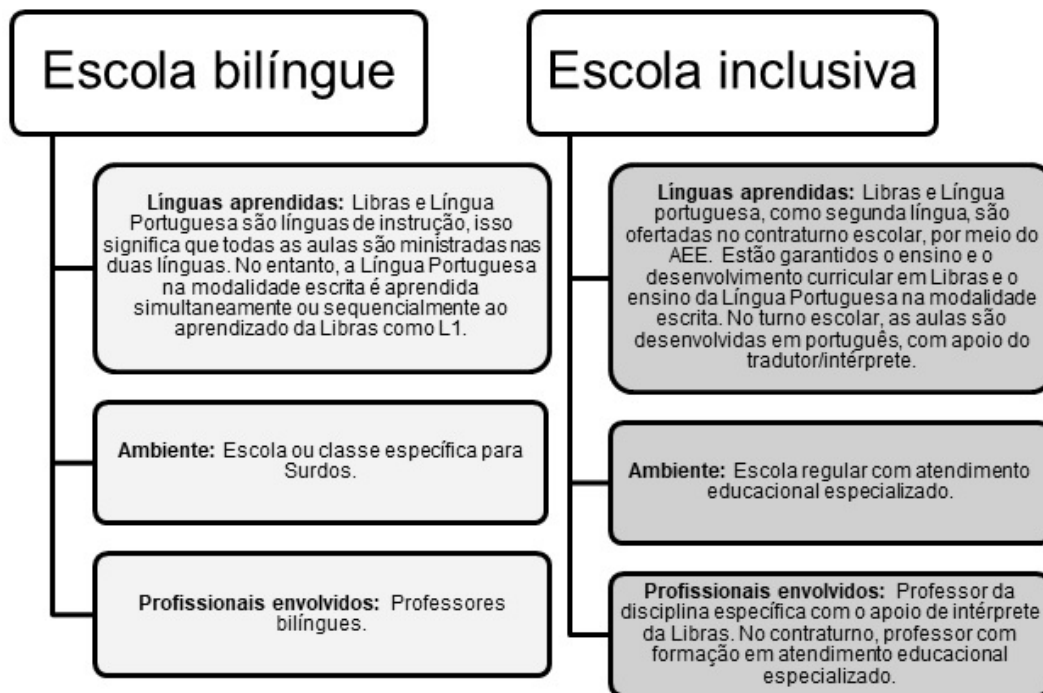 Escola bilíngue
Línguas aprendidas: Libras e Língua
Portuguesa são línguas de instrução, isso
significa que todas as aulas são ministradas nas
duas línguas. No entanto, a Língua Portuguesa
na modalidade escrita é aprendida
simultaneamente ou sequencialmente ao
aprendizado da Libras como L1.
Ambiente: Escola ou classe específica para
Surdos.
Profissionais envolvidos: Professores
bilíngues.
Escola inclusiva
Línguas aprendidas: Libras e Língua
portuguesa, como segunda língua, são
ofertadas no contraturno escolar, por meio do
AEE. Estão garantidos o ensino e o
desenvolvimento curricular em Libras e o
ensino da Língua Portuguesa na modalidade
escrita. No turno escolar, as aulas são
desenvolvidas em português, com apoio do
tradutor/intérprete.
Ambiente: Escola regular com atendimento
educacional especializado.
Profissionais envolvidos: Professor da
disciplina específica com o apoio de intérprete
da Libras. No contraturno, professor com
formação em atendimento educacional
especializado.